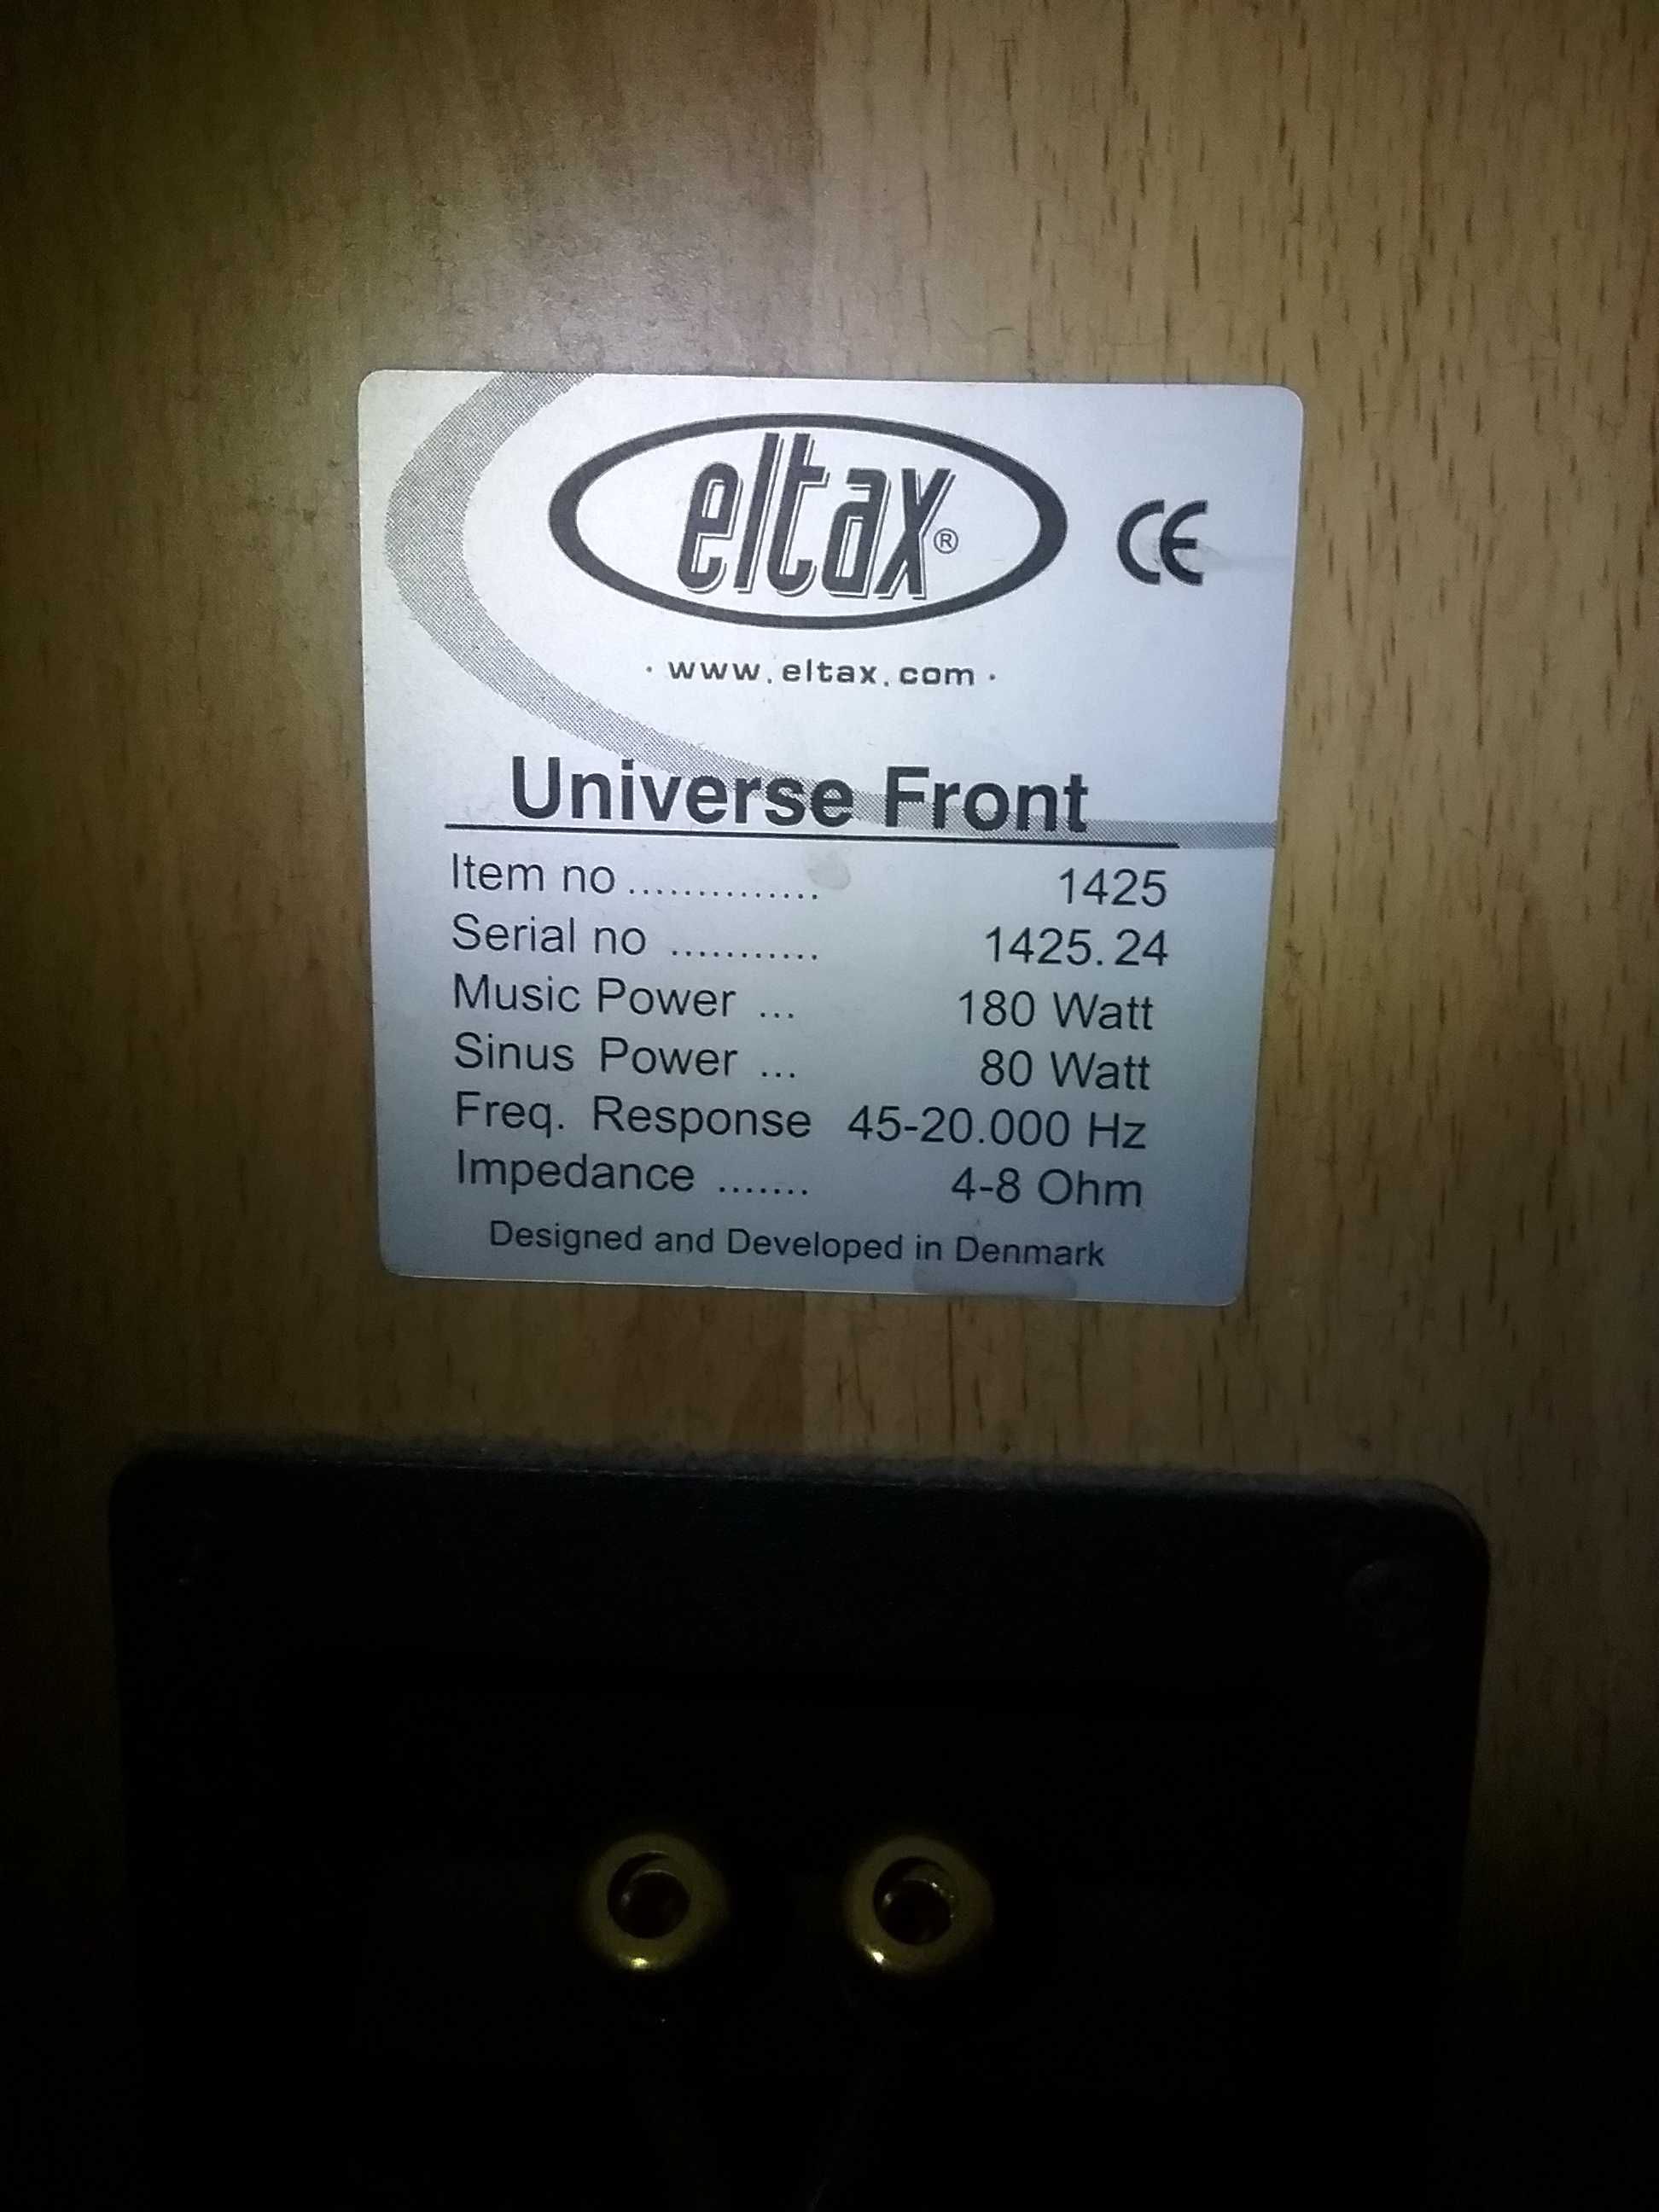 eltax®
CE
· www.eltax.com ·
Universe Front
Item no .............. 1425
Serial no ........... 1425.24
Music Power ... 180 Watt
Sinus Power ... 80 Watt
Freq. Response 45-20.000 Hz
Impedance ....... 4-8 Ohm
Designed and Developed in Denmark